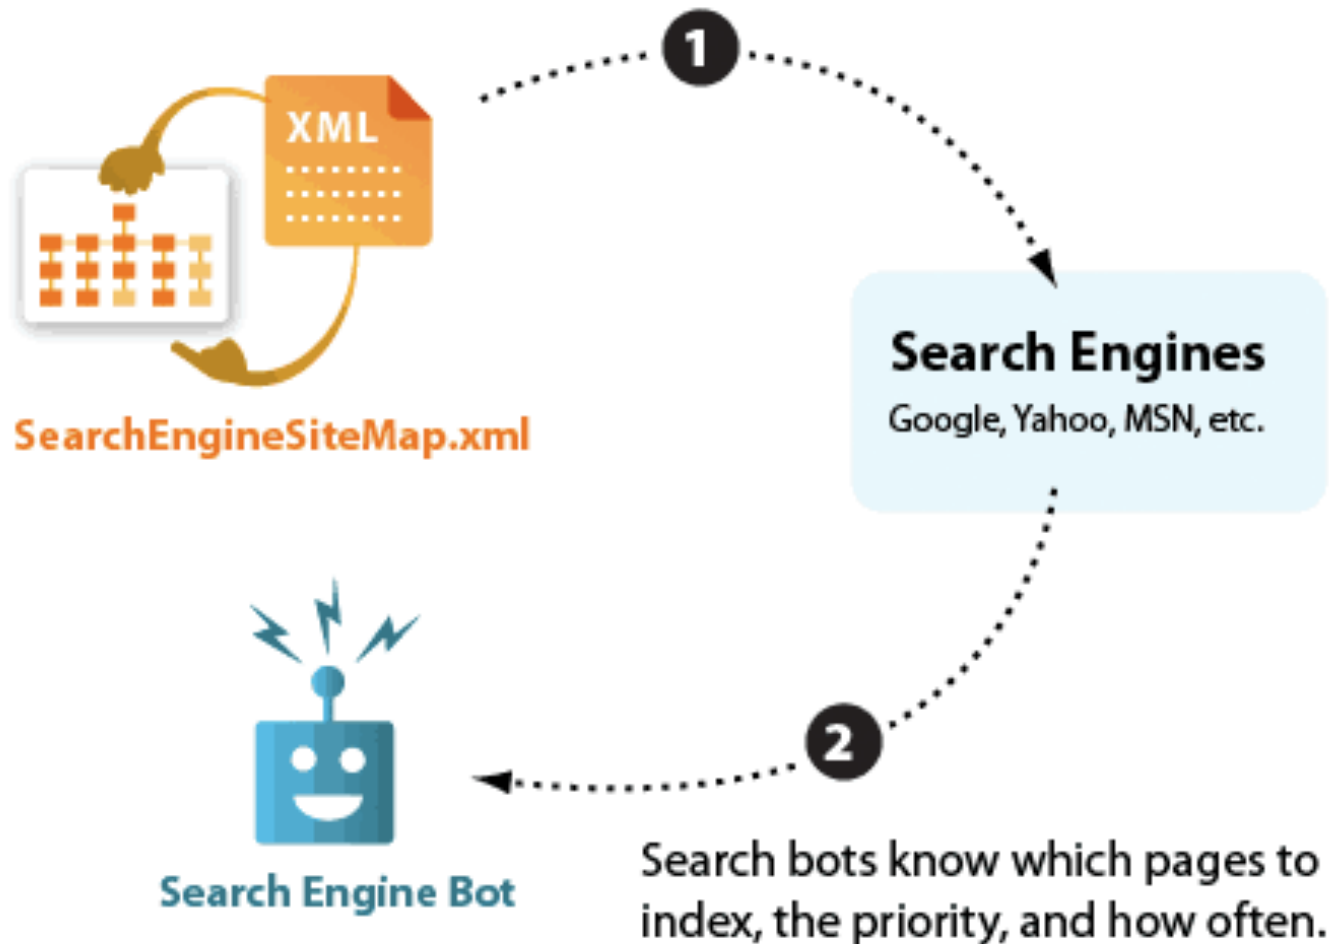 1
XML
Search Engines
Google, Yahoo, MSN, etc.
SearchEngineSiteMap.xml
2
Search bots know which pages to
index, the priority, and how often.
Search Engine Bot